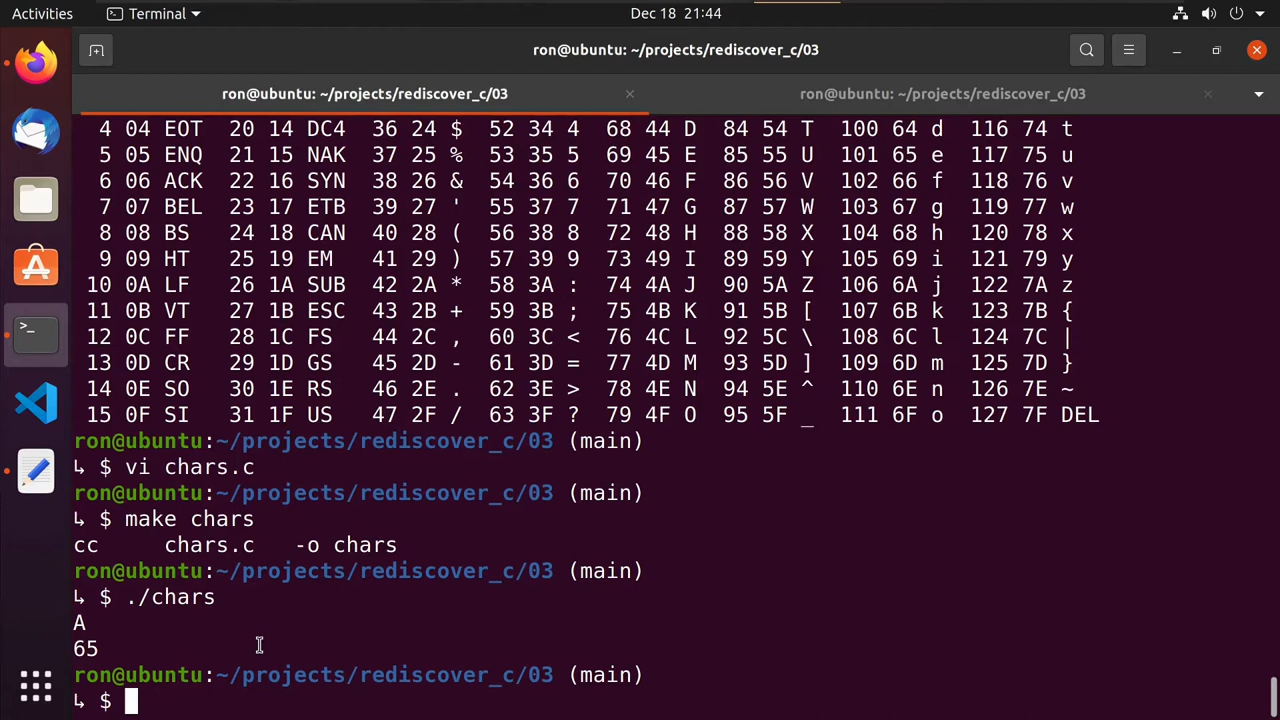 Activities Terminal Dec 18 21:44
ron@ubuntu: ~/projects/rediscover_c/03
ron@ubuntu: ~/projects/rediscover_c/03 ron@ubuntu: ~/projects/rediscover_c/03
4 04 EOT 20 14 DC4 36 24 $ 52 34 4 68 44 D 84 54 T 100 64 d 116 74 t
5 05 ENQ 21 15 NAK 37 25 % 53 35 5 69 45 E 85 55 U 101 65 e 117 75 u
6 06 ACK 22 16 SYN 38 26 & 54 36 6 70 46 F 86 56 V 102 66 f 118 76 v
7 07 BEL 23 17 ETB 39 27 ' 55 37 7 71 47 G 87 57 W 103 67 g 119 77 w
8 08 BS 24 18 CAN 40 28 ( 56 38 8 72 48 H 88 58 X 104 68 h 120 78 x
9 09 HT 25 19 EM 41 29 ) 57 39 9 73 49 I 89 59 Y 105 69 i 121 79 y
10 0A LF 26 1A SUB 42 2A * 58 3A : 74 4A J 90 5A Z 106 6A j 122 7A z
11 0B VT 27 1B ESC 43 2B + 59 3B ; 75 4B K 91 5B [ 107 6B k 123 7B {
12 0C FF 28 1C FS 44 2C , 60 3C < 76 4C L 92 5C \ 108 6C l 124 7C |
13 0D CR 29 1D GS 45 2D - 61 3D = 77 4D M 93 5D ] 109 6D m 125 7D }
14 0E SO 30 1E RS 46 2E . 62 3E > 78 4E N 94 5E ^ 110 6E n 126 7E ~
15 0F SI 31 1F US 47 2F / 63 3F ? 79 4F O 95 5F _ 111 6F o 127 7F DEL
ron@ubuntu:~/projects/rediscover_c/03 (main)
↳ $ vi chars.c
ron@ubuntu:~/projects/rediscover_c/03 (main)
↳ $ make chars
cc chars.c -o chars
ron@ubuntu:~/projects/rediscover_c/03 (main)
↳ $ ./chars
A
65
ron@ubuntu:~/projects/rediscover_c/03 (main)
↳ $